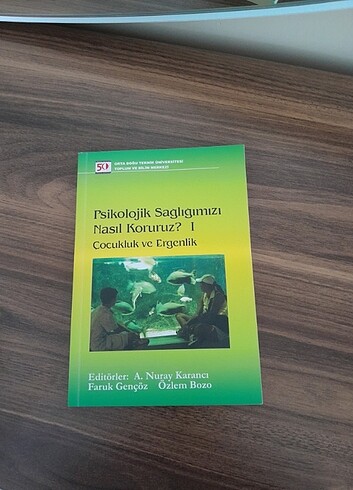 50
ORTA DOĞU TEKNİK ÜNİVERSİTESİ
TOPLUM VE BİLİM MERKEZİ
Psikolojik Sağlığımızı
Nasıl Koruruz? 1
Çocukluk ve Ergenlik
Editörler: A. Nuray Karancı
Faruk Gençöz Özlem Bozo